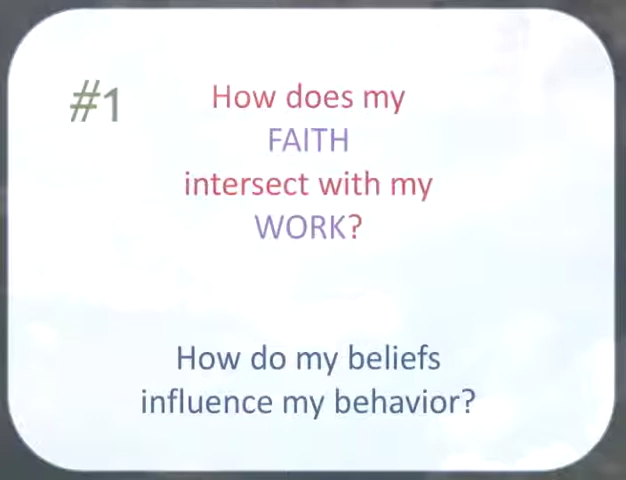 #1
How does my
FAITH
intersect with my
WORK?
How do my beliefs
influence my behavior?